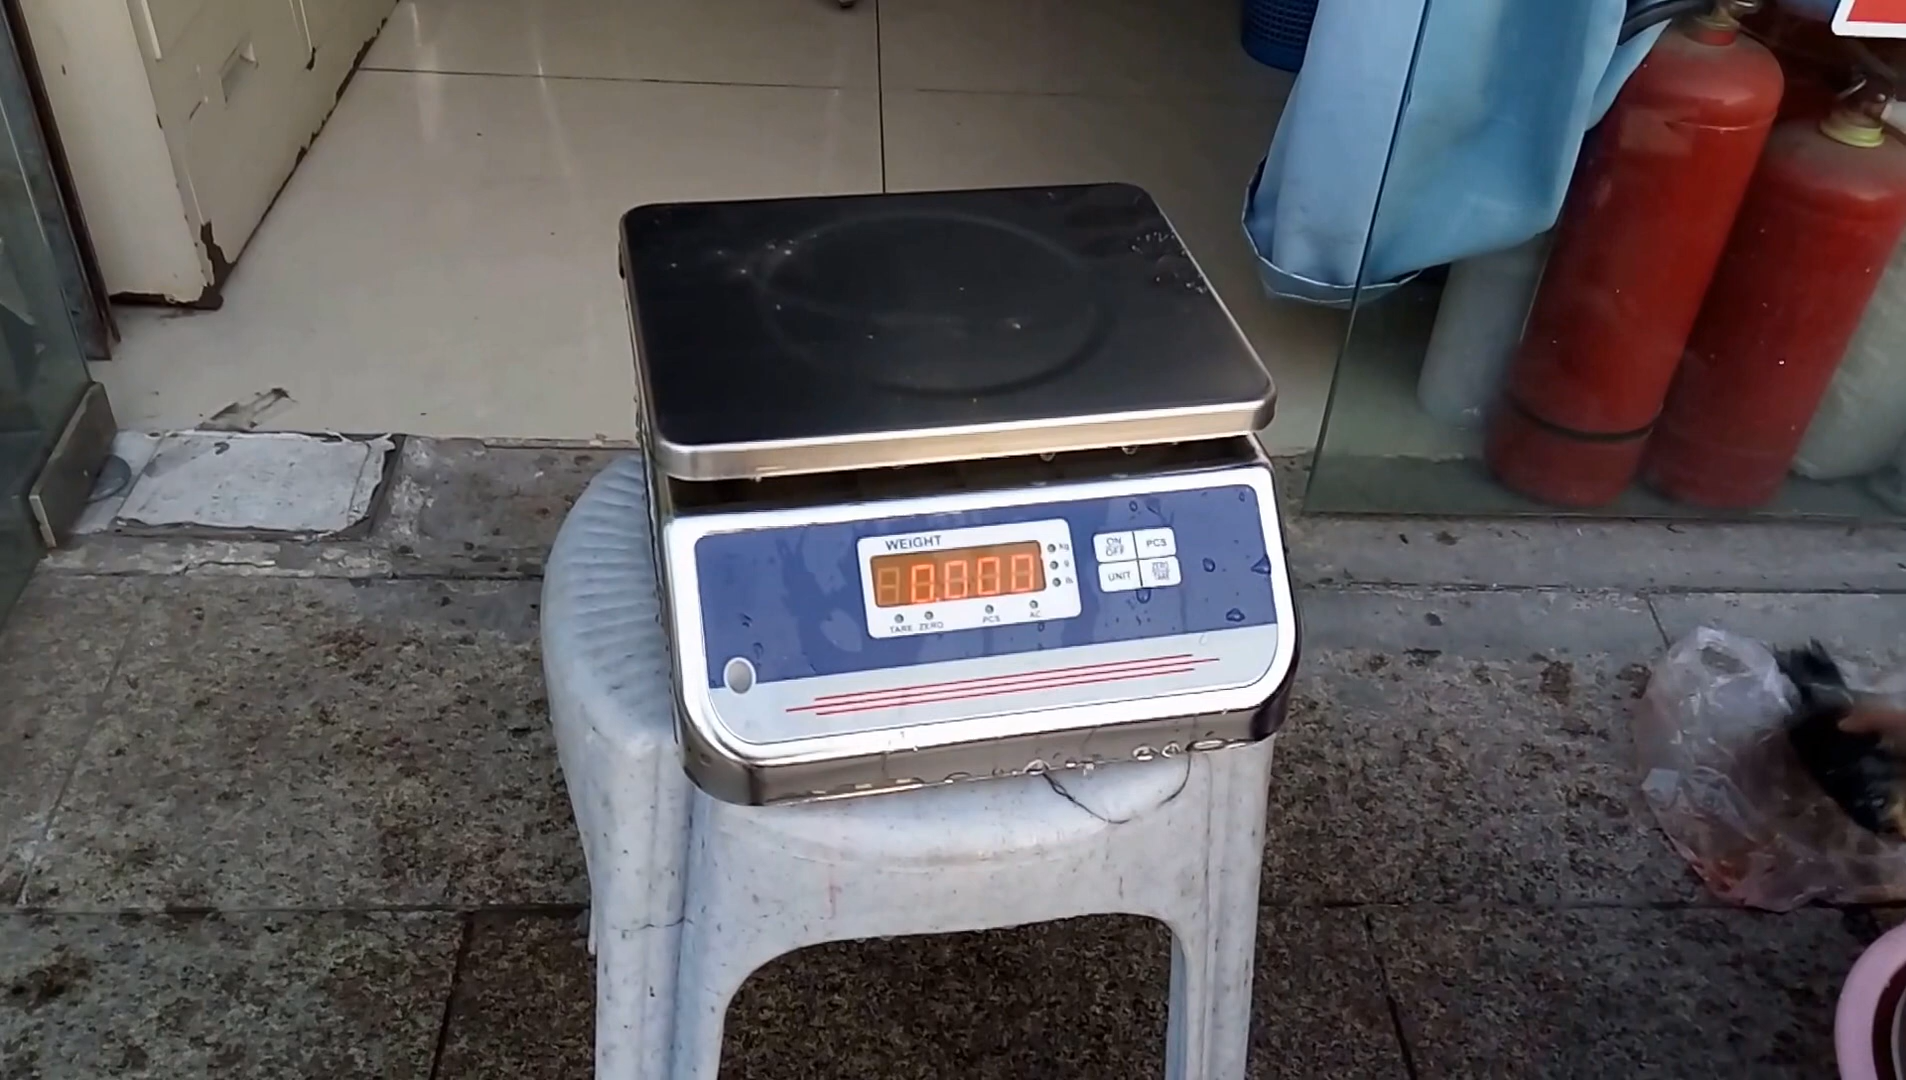 WEIGHT
0.000
kg
g
lb
TARE ZERO PCS AC
ON
OFF
PCS
UNIT
ZERO
TARE